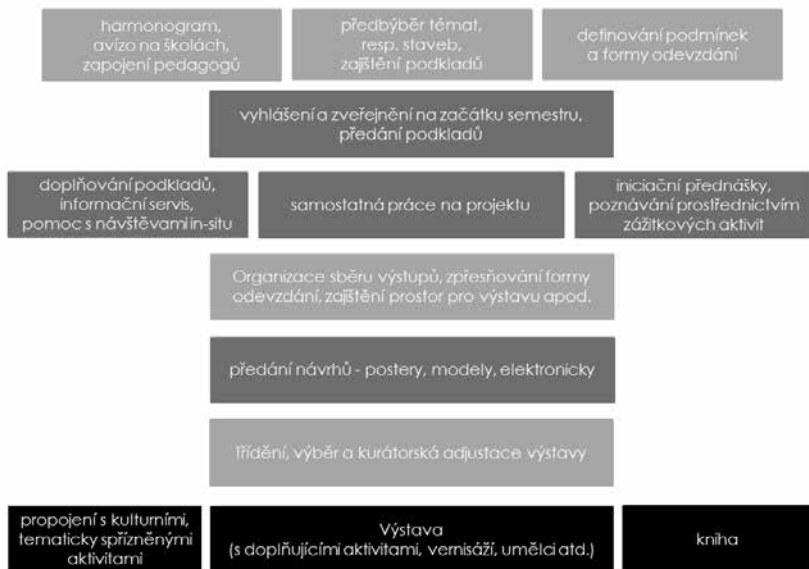 harmonogram,
avízo na školách,
zapojení pedagogů
předbýběr témat,
resp. staveb,
zajištění podkladů
definování podmínek
a formy odevzdání
vyhlášení a zveřejnění na začátku semestru,
předání podkladů
doplňování podkladů,
informační servis,
pomoc s návštěvami in-situ
samostatná práce na projektu
iniciační přednášky,
poznávání prostřednictvím
zážitkových aktivit
Organizace sběru výstupů, zpřesňování formy
odevzdání, zajištění prostor pro výstavu apod.
předání návrhů - postery, modely, elektronicky
Třídění, výběr a kurátorská adjustace výstavy
propojení s kulturními,
tematicky spřízněnými
aktivitami
Výstava
(s doplňujícími aktivitami, vernisáží, umělci atd.)
kniha